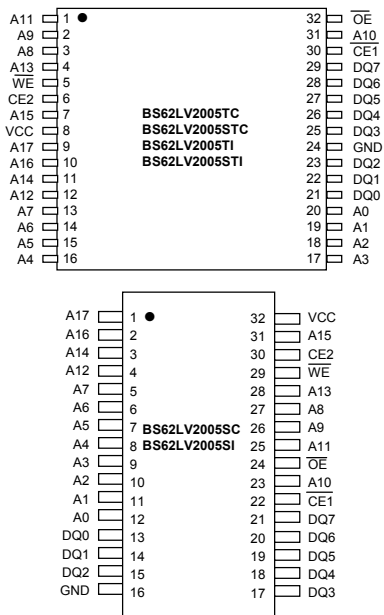 A11 1 32 O̅E̅
A9 2 31 A10
A8 3 30 C̅E̅1̅
A13 4 29 DQ7
W̅E̅ 5 28 DQ6
CE2 6 27 DQ5
A15 7 BS62LV2005TC 26 DQ4
VCC 8 BS62LV2005STC 25 DQ3
A17 9 BS62LV2005TI 24 GND
A16 10 BS62LV2005STI 23 DQ2
A14 11 22 DQ1
A12 12 21 DQ0
A7 13 20 A0
A6 14 19 A1
A5 15 18 A2
A4 16 17 A3
A17 1 32 VCC
A16 2 31 A15
A14 3 30 CE2
A12 4 29 W̅E̅
A7 5 28 A13
A6 6 27 A8
A5 7 BS62LV2005SC 26 A9
A4 8 BS62LV2005SI 25 A11
A3 9 24 O̅E̅
A2 10 23 A10
A1 11 22 C̅E̅1̅
A0 12 21 DQ7
DQ0 13 20 DQ6
DQ1 14 19 DQ5
DQ2 15 18 DQ4
GND 16 17 DQ3